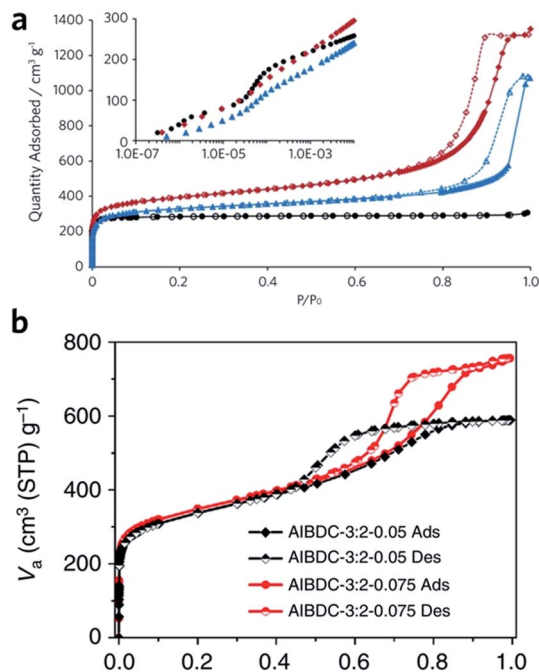 a
Quantity Adsorbed / cm³ g⁻¹
1400
1200
1000
800
600
400
200
0
300
200
100
0
1.0E-07
1.0E-05
1.0E-03
0
0.2
0.4
0.6
0.8
1.0
P/P₀
b
Vₐ (cm³ (STP) g⁻¹)
800
600
400
200
0
AlBDC-3:2-0.05 Ads
AlBDC-3:2-0.05 Des
AlBDC-3:2-0.075 Ads
AlBDC-3:2-0.075 Des
0.0
0.2
0.4
0.6
0.8
1.0